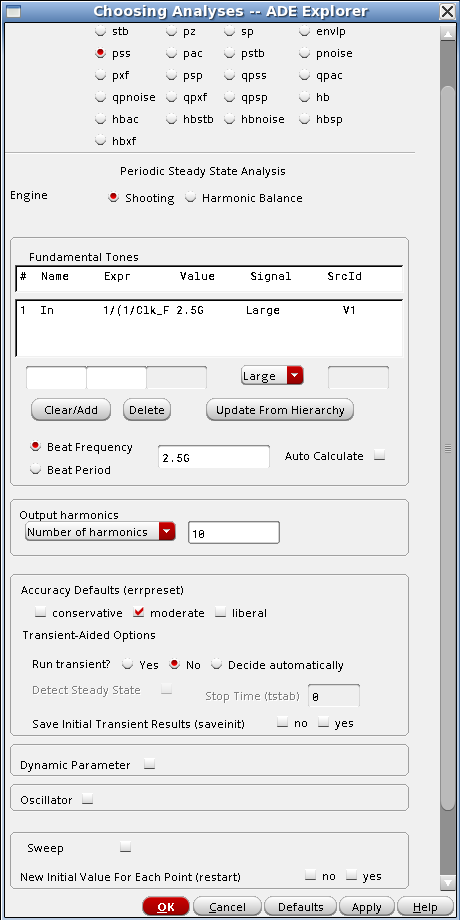 Choosing Analyses -- ADE Explorer
stb pz sp envlp
pss pac pstb pnoise
pxf psp qpss qpac
qpnoise qpxf qpsp hb
hbac hbstb hbnoise hbsp
hbxf
Periodic Steady State Analysis
Engine Shooting Harmonic Balance
Fundamental Tones
# Name Expr Value Signal SrcId
1 In 1/(1/Clk_F 2.5G Large V1
Large
Clear/Add Delete Update From Hierarchy
Beat Frequency
Beat Period
2.5G Auto Calculate
Output harmonics
Number of harmonics 10
Accuracy Defaults (errpreset)
conservative moderate liberal
Transient-Aided Options
Run transient? Yes No Decide automatically
Detect Steady State Stop Time (tstab) 0
Save Initial Transient Results (saveinit) no yes
Dynamic Parameter
Oscillator
Sweep
New Initial Value For Each Point (restart) no yes
OK Cancel Defaults Apply Help